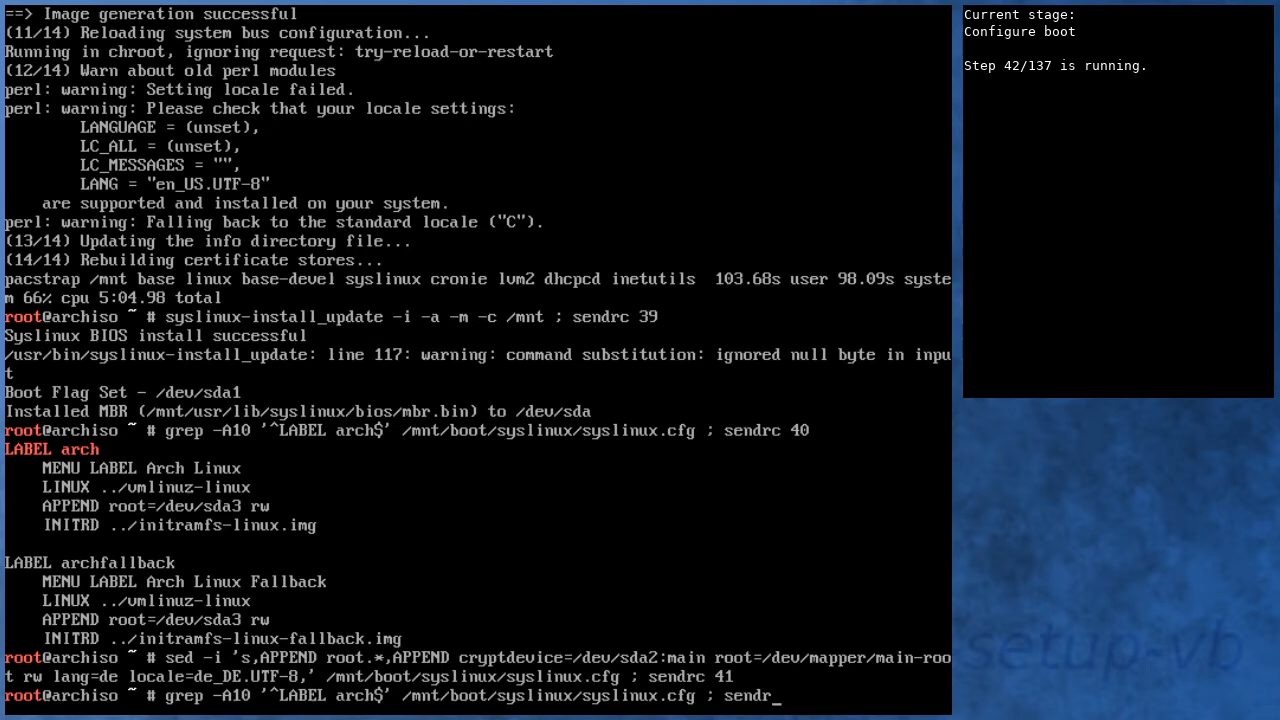 ==> Image generation successful
(11/14) Reloading system bus configuration...
Running in chroot, ignoring request: try-reload-or-restart
(12/14) Warn about old perl modules
perl: warning: Setting locale failed.
perl: warning: Please check that your locale settings:
        LANGUAGE = (unset),
        LC_ALL = (unset),
        LC_MESSAGES = "",
        LANG = "en_US.UTF-8"
    are supported and installed on your system.
perl: warning: Falling back to the standard locale ("C").
(13/14) Updating the info directory file...
(14/14) Rebuilding certificate stores...
pacstrap /mnt base linux base-devel syslinux cronie lvm2 dhcpcd inetutils  103.68s user 98.09s syste
m 66% cpu 5:04.98 total
root@archiso ~ # syslinux-install_update -i -a -m -c /mnt ; sendrc 39
Syslinux BIOS install successful
/usr/bin/syslinux-install_update: line 117: warning: command substitution: ignored null byte in inpu
t
Boot Flag Set - /dev/sda1
Installed MBR (/mnt/usr/lib/syslinux/bios/mbr.bin) to /dev/sda
root@archiso ~ # grep -A10 '^LABEL arch$' /mnt/boot/syslinux/syslinux.cfg ; sendrc 40
LABEL arch
    MENU LABEL Arch Linux
    LINUX ../vmlinuz-linux
    APPEND root=/dev/sda3 rw
    INITRD ../initramfs-linux.img

LABEL archfallback
    MENU LABEL Arch Linux Fallback
    LINUX ../vmlinuz-linux
    APPEND root=/dev/sda3 rw
    INITRD ../initramfs-linux-fallback.img
root@archiso ~ # sed -i 's,APPEND root.*,APPEND cryptdevice=/dev/sda2:main root=/dev/mapper/main-roo
t rw lang=de locale=de_DE.UTF-8,' /mnt/boot/syslinux/syslinux.cfg ; sendrc 41
root@archiso ~ # grep -A10 '^LABEL arch$' /mnt/boot/syslinux/syslinux.cfg ; sendr_
Current stage:
Configure boot

Step 42/137 is running.
setup-vb